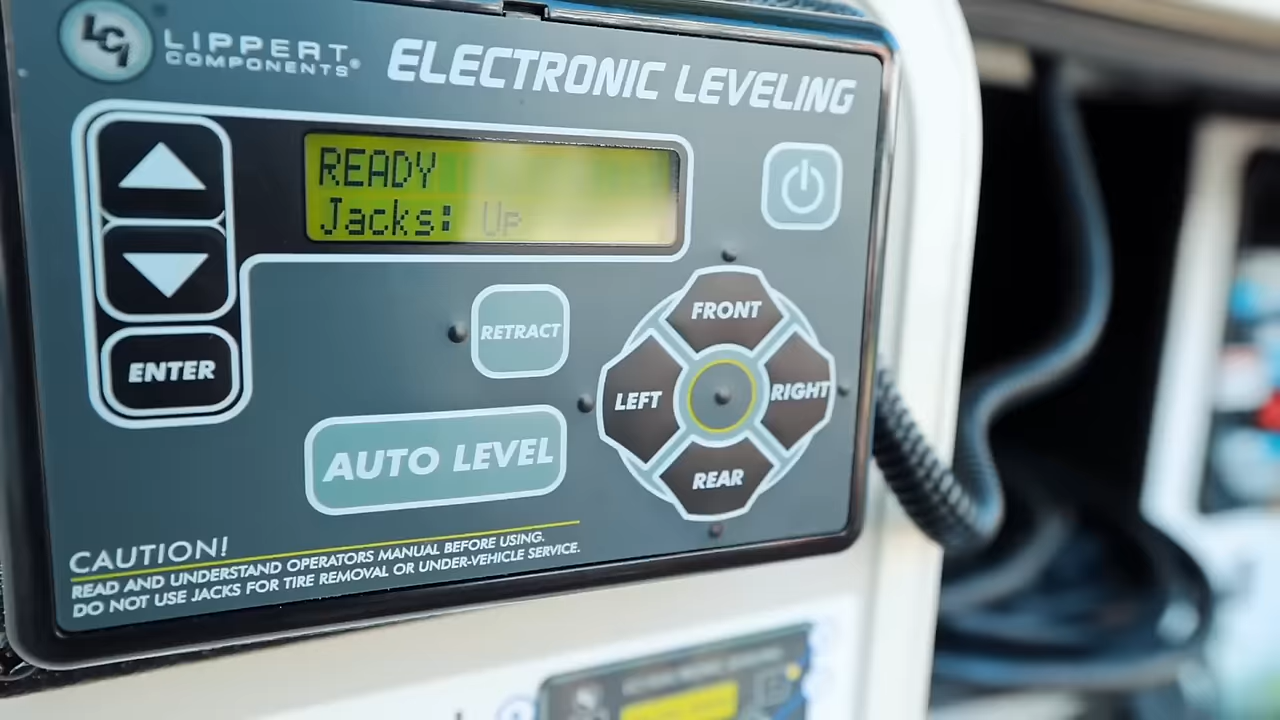 LCI
LIPPERT
COMPONENTS®
ELECTRONIC LEVELING
READY
Jacks: Up
ENTER
RETRACT
AUTO LEVEL
FRONT
LEFT
RIGHT
REAR
CAUTION!
READ AND UNDERSTAND OPERATORS MANUAL BEFORE USING.
DO NOT USE JACKS FOR TIRE REMOVAL OR UNDER-VEHICLE SERVICE.